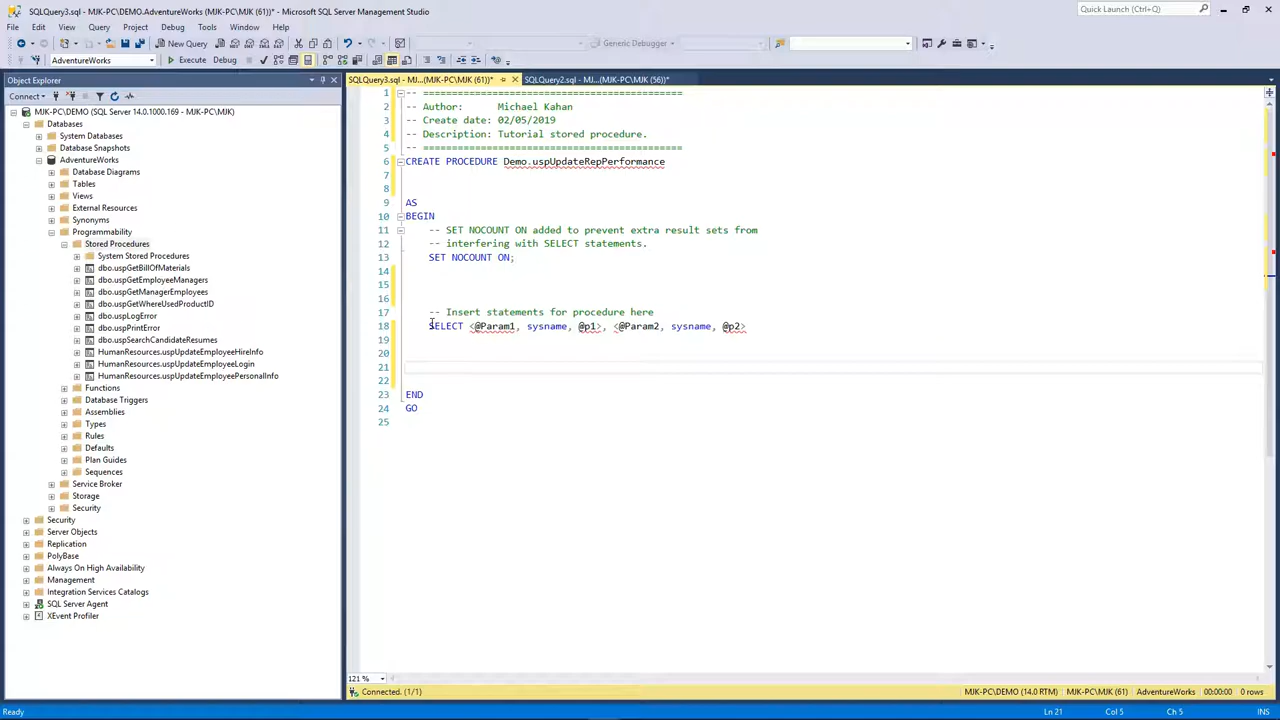 SQLQuery3.sql - MJK-PC\DEMO.AdventureWorks (MJK-PC\MJK (61))* - Microsoft SQL Server Management Studio
Quick Launch (Ctrl+Q)
File Edit View Query Project Debug Tools Window Help
New Query
Generic Debugger
AdventureWorks
Execute Debug
Object Explorer
SQLQuery3.sql - MJ...(MJK-PC\MJK (61))*
SQLQuery2.sql - MJ...(MJK-PC\MJK (56))*
Connect
MJK-PC\DEMO (SQL Server 14.0.1000.169 - MJK-PC\MJK)
Databases
System Databases
Database Snapshots
AdventureWorks
Database Diagrams
Tables
Views
External Resources
Synonyms
Programmability
Stored Procedures
System Stored Procedures
dbo.uspGetBillOfMaterials
dbo.uspGetEmployeeManagers
dbo.uspGetManagerEmployees
dbo.uspGetWhereUsedProductID
dbo.uspLogError
dbo.uspPrintError
dbo.uspSearchCandidateResumes
HumanResources.uspUpdateEmployeeHireInfo
HumanResources.uspUpdateEmployeeLogin
HumanResources.uspUpdateEmployeePersonalInfo
Functions
Database Triggers
Assemblies
Types
Rules
Defaults
Plan Guides
Sequences
Service Broker
Storage
Security
Security
Server Objects
Replication
PolyBase
Always On High Availability
Management
Integration Services Catalogs
SQL Server Agent
XEvent Profiler
1 -- ==============================================
2 -- Author:      Michael Kahan
3 -- Create date: 02/05/2019
4 -- Description: Tutorial stored procedure.
5 -- ==============================================
6 CREATE PROCEDURE Demo.uspUpdateRepPerformance
7
8
9 AS
10 BEGIN
11 -- SET NOCOUNT ON added to prevent extra result sets from
12 -- interfering with SELECT statements.
13 SET NOCOUNT ON;
14
15
16
17 -- Insert statements for procedure here
18 SELECT <@Param1, sysname, @p1>, <@Param2, sysname, @p2>
19
20
21
22
23 END
24 GO
25
121 %
Connected. (1/1)
MJK-PC\DEMO (14.0 RTM) MJK-PC\MJK (61) AdventureWorks 00:00:00 0 rows
Ready
Ln 21 Col 5 Ch 5 INS